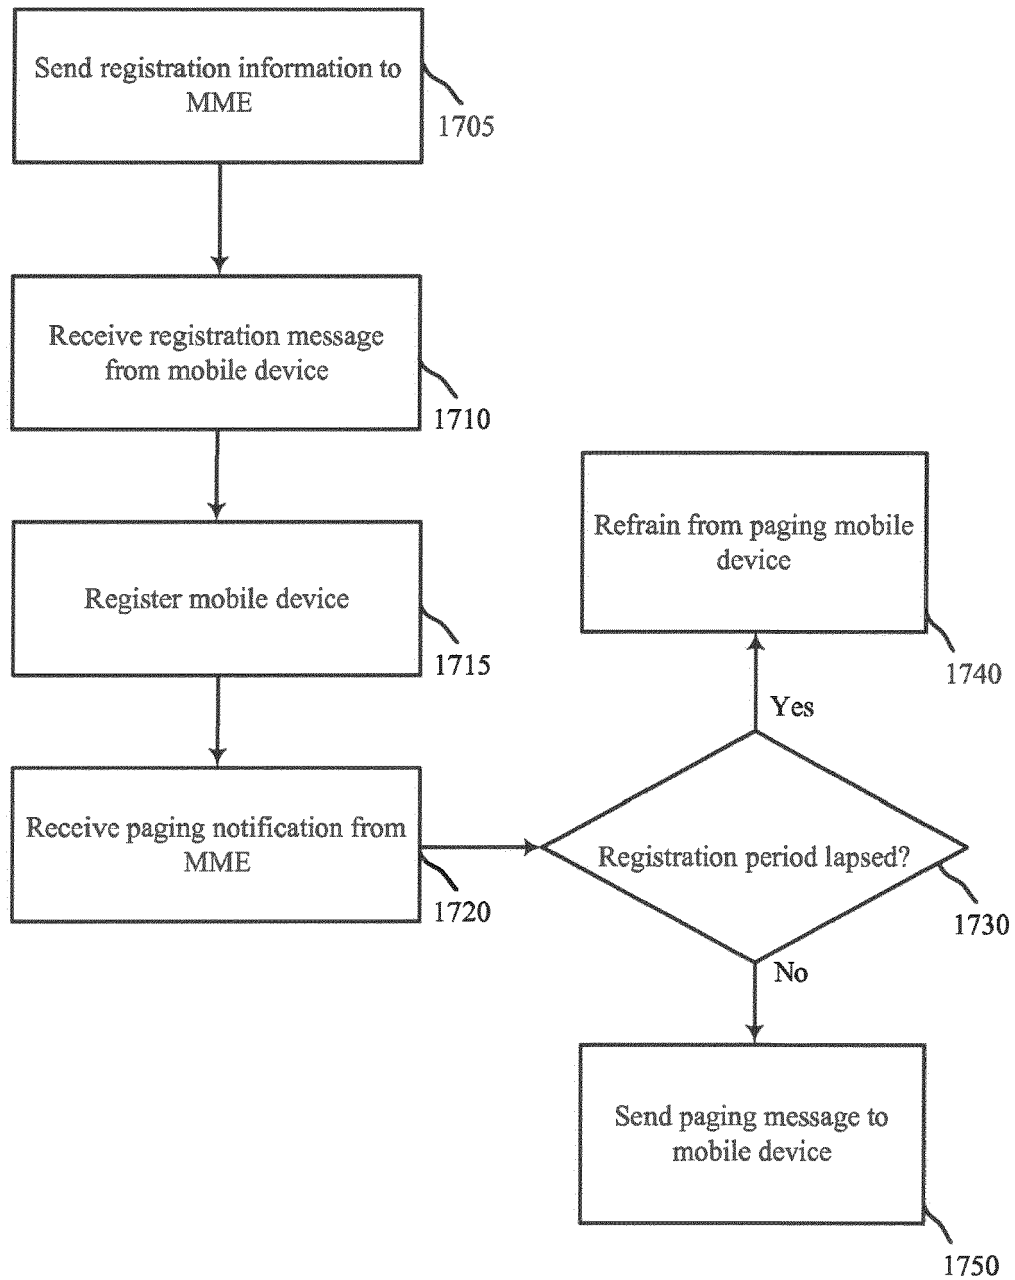 Send registration information to
MME
1705
Receive registration message
from mobile device
1710
Register mobile device
1715
Receive paging notification from
MME
1720
Registration period lapsed?
1730
Yes
Refrain from paging mobile
device
1740
No
Send paging message to
mobile device
1750